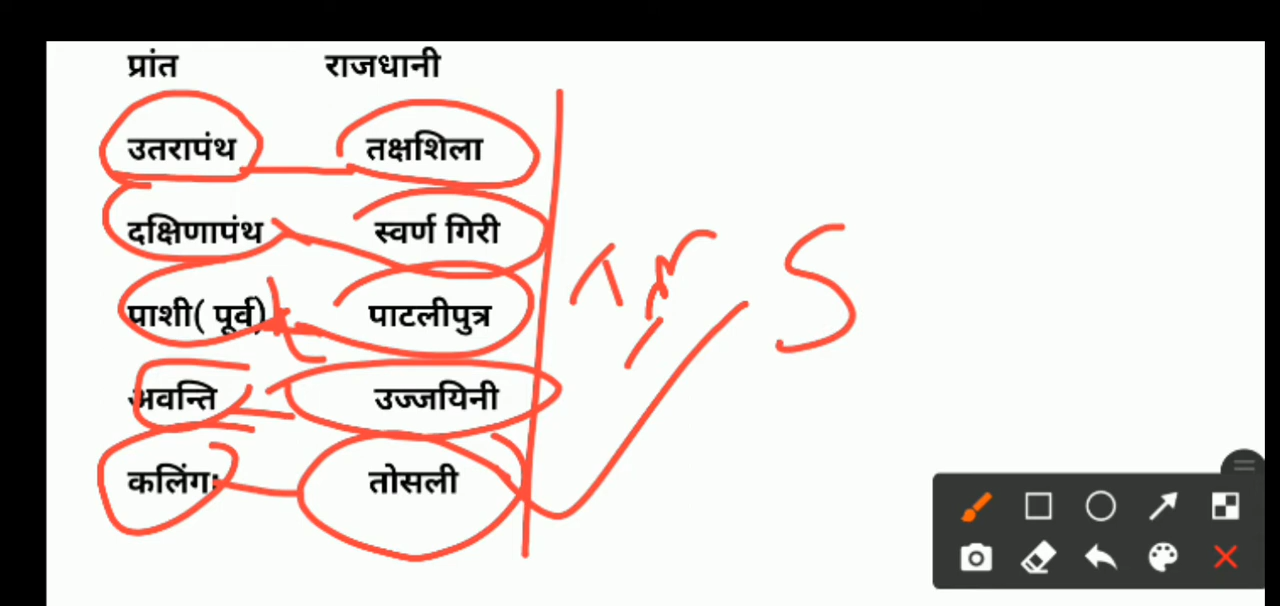 प्रांत राजधानी
उतरापंथ तक्षशिला
दक्षिणापंथ स्वर्ण गिरी
पाशी( पूर्व) पाटलीपुत्र
अवन्ति उज्जयिनी
कलिंगः तोसली